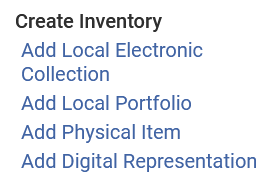 Create Inventory
Add Local Electronic
Collection
Add Local Portfolio
Add Physical Item
Add Digital Representation